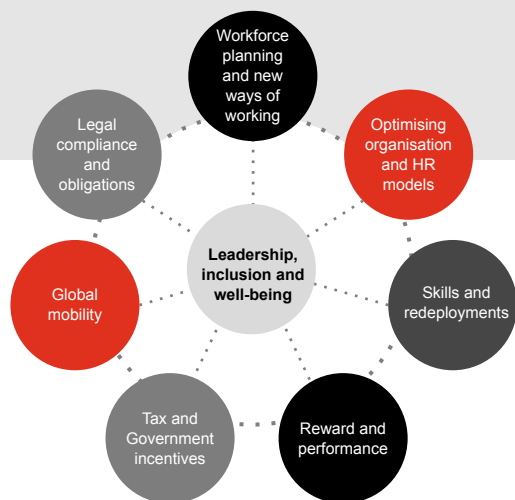 Workforce
planning
and new
ways of
working
Optimising
organisation
and HR
models
Skills and
redeployments
Reward and
performance
Tax and
Government
incentives
Global
mobility
Legal
compliance
and
obligations
Leadership,
inclusion and
well-being